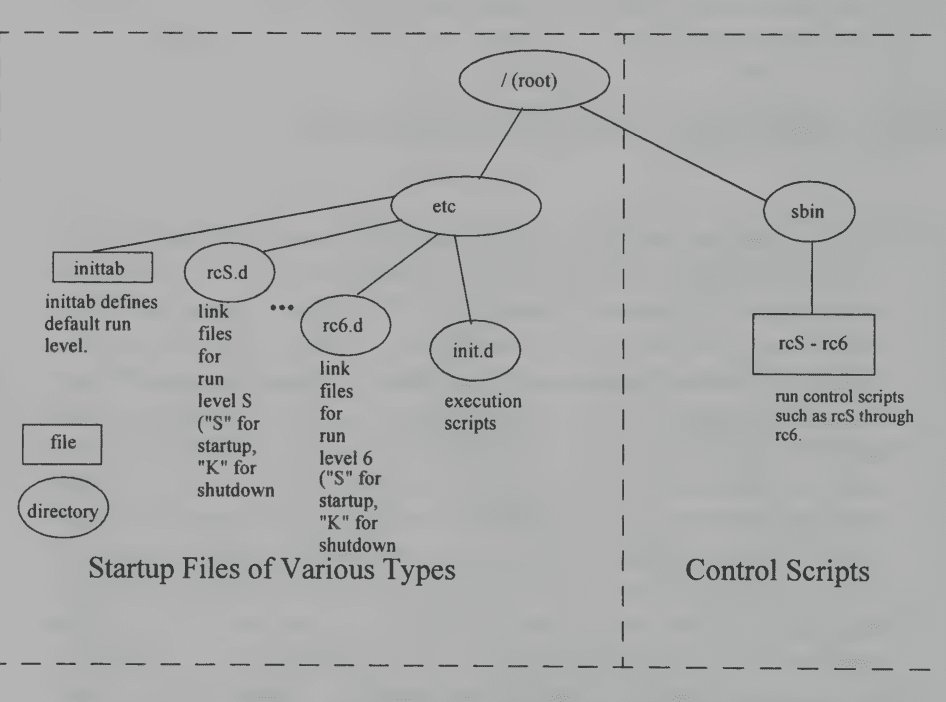 / (root)
etc
sbin
inittab
inittab defines
default run
level.
rcS.d
link
files
for
run
level S
("S" for
startup,
"K" for
shutdown
•••
rc6.d
link
files
for
run
level 6
("S" for
startup,
"K" for
shutdown
init.d
execution
scripts
rcS - rc6
run control scripts
such as rcS through
rc6.
file
directory
Startup Files of Various Types
Control Scripts